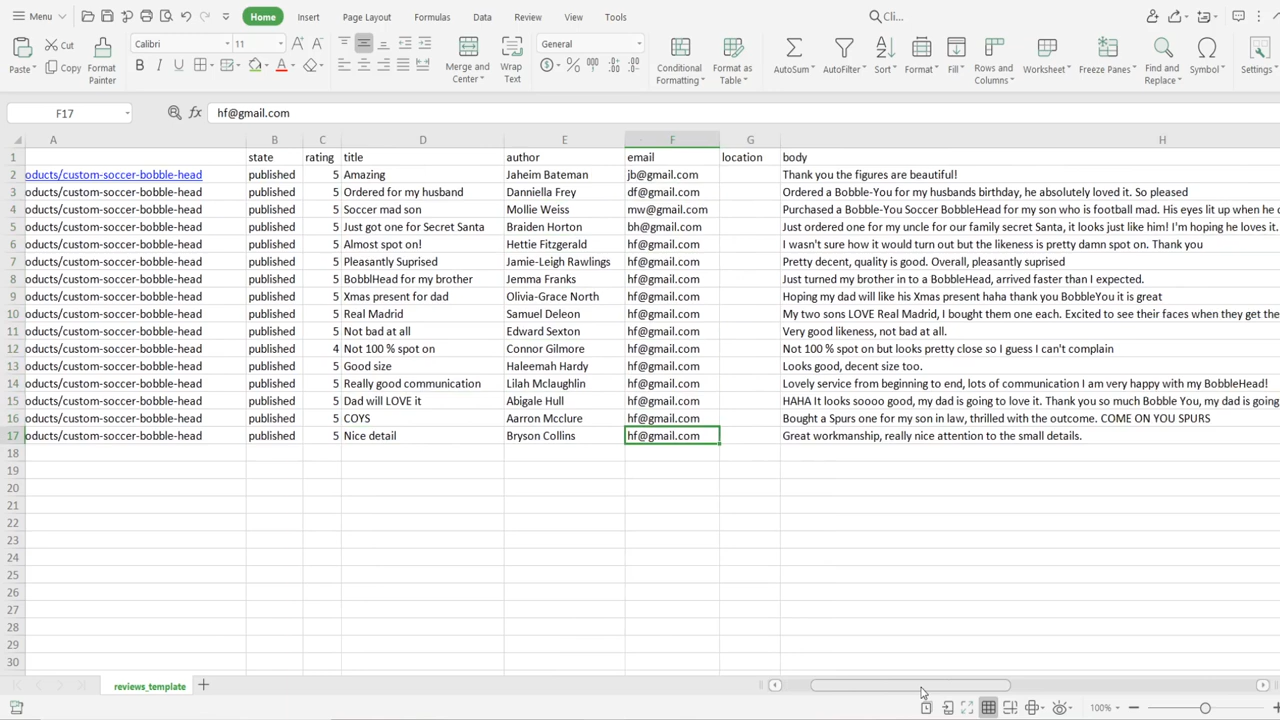 Menu Home Insert Page Layout Formulas Data Review View Tools Cli...
Paste Cut Copy Format Painter Calibri 11 Merge and Center Wrap Text General Conditional Formatting Format as Table AutoSum AutoFilter Sort Format Fill Rows and Columns Worksheet Freeze Panes Find and Replace Symbol Settings
F17 fx hf@gmail.com
A B C D E F G H
1 state rating title author email location body
2 oducts/custom-soccer-bobble-head published 5 Amazing Jaheim Bateman jb@gmail.com Thank you the figures are beautiful!
3 oducts/custom-soccer-bobble-head published 5 Ordered for my husband Danniella Frey df@gmail.com Ordered a Bobble-You for my husbands birthday, he absolutely loved it. So pleased
4 oducts/custom-soccer-bobble-head published 5 Soccer mad son Mollie Weiss mw@gmail.com Purchased a Bobble-You Soccer BobbleHead for my son who is football mad. His eyes lit up when he
5 oducts/custom-soccer-bobble-head published 5 Just got one for Secret Santa Braiden Horton bh@gmail.com Just ordered one for my uncle for our family secret Santa, it looks just like him! I'm hoping he loves it.
6 oducts/custom-soccer-bobble-head published 5 Almost spot on! Hettie Fitzgerald hf@gmail.com I wasn't sure how it would turn out but the likeness is pretty damn spot on. Thank you
7 oducts/custom-soccer-bobble-head published 5 Pleasantly Suprised Jamie-Leigh Rawlings hf@gmail.com Pretty decent, quality is good. Overall, pleasantly suprised
8 oducts/custom-soccer-bobble-head published 5 BobblHead for my brother Jemma Franks hf@gmail.com Just turned my brother in to a BobbleHead, arrived faster than I expected.
9 oducts/custom-soccer-bobble-head published 5 Xmas present for dad Olivia-Grace North hf@gmail.com Hoping my dad will like his Xmas present haha thank you BobbleYou it is great
10 oducts/custom-soccer-bobble-head published 5 Real Madrid Samuel Deleon hf@gmail.com My two sons LOVE Real Madrid, I bought them one each. Excited to see their faces when they get the
11 oducts/custom-soccer-bobble-head published 5 Not bad at all Edward Sexton hf@gmail.com Very good likeness, not bad at all.
12 oducts/custom-soccer-bobble-head published 4 Not 100 % spot on Connor Gilmore hf@gmail.com Not 100 % spot on but looks pretty close so I guess I can't complain
13 oducts/custom-soccer-bobble-head published 5 Good size Haleemah Hardy hf@gmail.com Looks good, decent size too.
14 oducts/custom-soccer-bobble-head published 5 Really good communication Lilah Mclaughlin hf@gmail.com Lovely service from beginning to end, lots of communication I am very happy with my BobbleHead!
15 oducts/custom-soccer-bobble-head published 5 Dad will LOVE it Abigale Hull hf@gmail.com HAHA It looks soooo good, my dad is going to love it. Thank you so much Bobble You, my dad is going
16 oducts/custom-soccer-bobble-head published 5 COYS Aaron Mcclure hf@gmail.com Bought a Spurs one for my son in law, thrilled with the outcome. COME ON YOU SPURS
17 oducts/custom-soccer-bobble-head published 5 Nice detail Bryson Collins hf@gmail.com Great workmanship, really nice attention to the small details.
18
19
20
21
22
23
24
25
26
27
28
29
30
reviews_template
100%